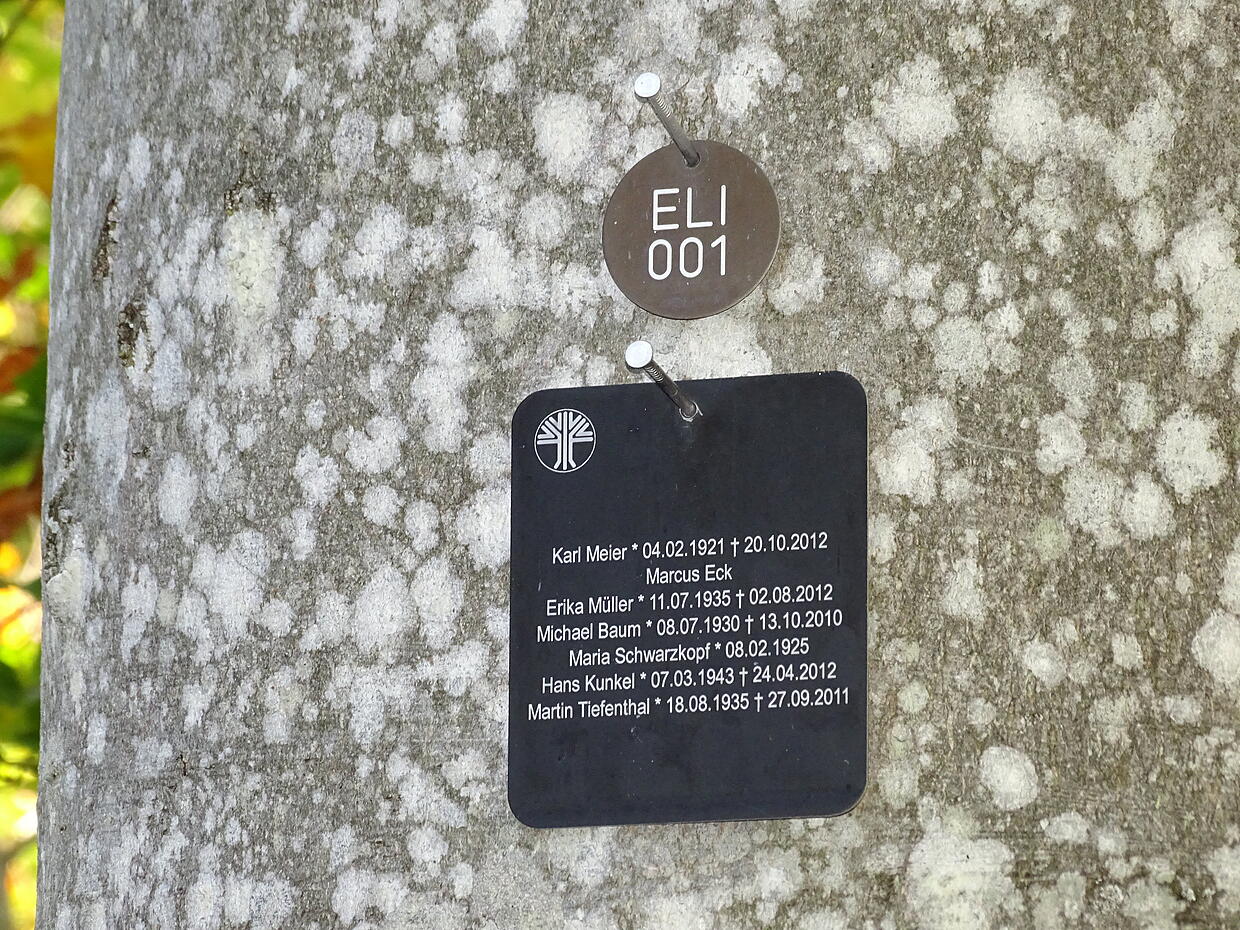 ELI
001
Karl Meier * 04.02.1921 † 20.10.2012
Marcus Eck
Erika Müller * 11.07.1935 † 02.08.2012
Michael Baum * 08.07.1930 † 13.10.2010
Maria Schwarzkopf * 08.02.1925
Hans Kunkel * 07.03.1943 † 24.04.2012
Martin Tiefenthal * 18.08.1935 † 27.09.2011